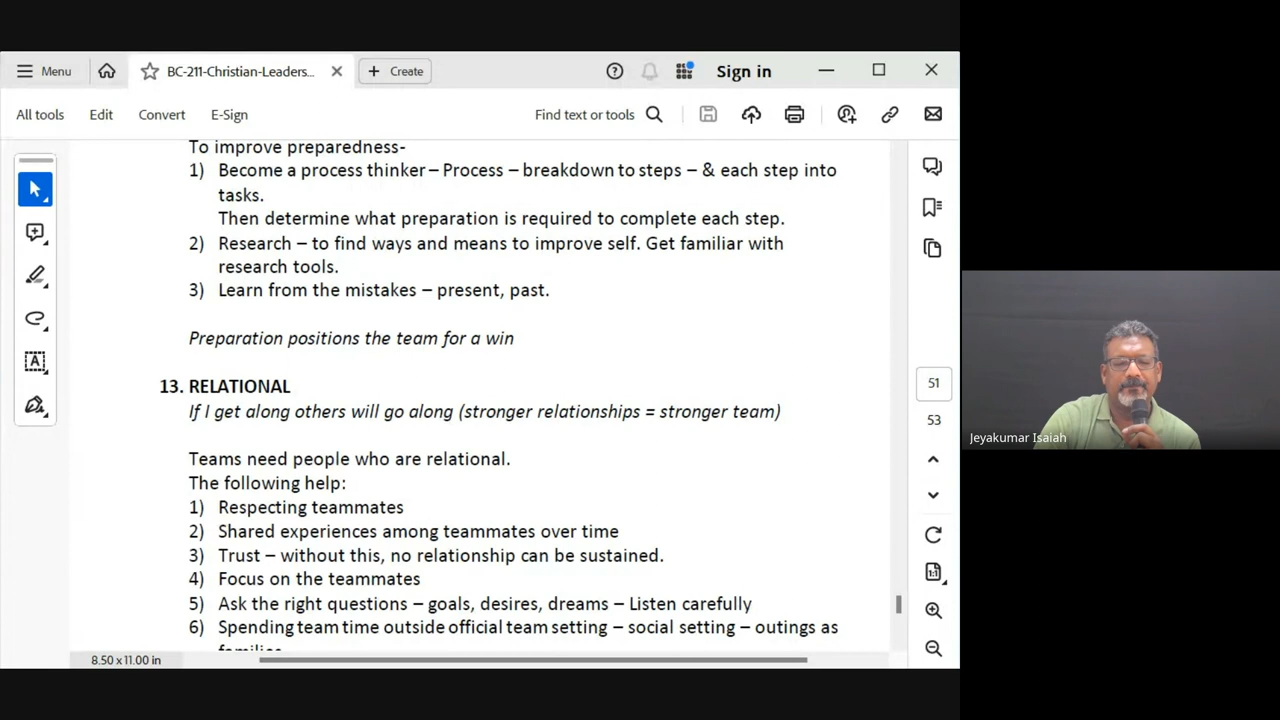 Menu
BC-211-Christian-Leaders...
Create
Sign in
All tools
Edit
Convert
E-Sign
Find text or tools
To improve preparedness-
1) Become a process thinker – Process – breakdown to steps – & each step into
tasks.
Then determine what preparation is required to complete each step.
2) Research – to find ways and means to improve self. Get familiar with
research tools.
3) Learn from the mistakes – present, past.
Preparation positions the team for a win
13. RELATIONAL
If I get along others will go along (stronger relationships = stronger team)
Teams need people who are relational.
The following help:
1) Respecting teammates
2) Shared experiences among teammates over time
3) Trust – without this, no relationship can be sustained.
4) Focus on the teammates
5) Ask the right questions – goals, desires, dreams – Listen carefully
6) Spending team time outside official team setting – social setting – outings as
families
8.50 x 11.00 in
51
53
1:1
Jeyakumar Isaiah